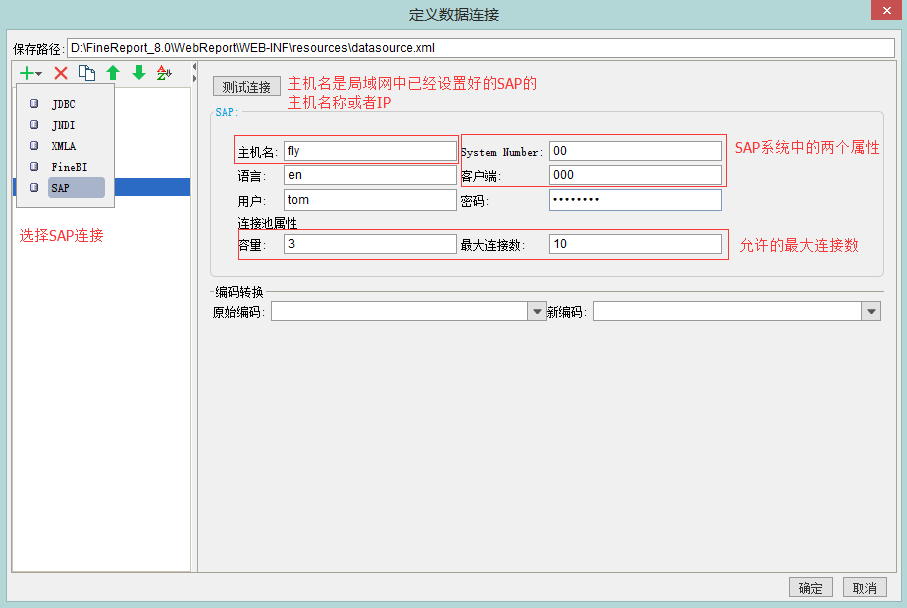 定义数据连接
保存路径: D:\FineReport_8.0\WebReport\WEB-INF\resources\datasource.xml
JDBC
JNDI
XMLA
FineBI
SAP
选择SAP连接
测试连接
主机名是局域网中已经设置好的SAP的
主机名称或者IP
SAP:
主机名: fly System Number: 00
SAP系统中的两个属性
语言: en 客户端: 000
用户: tom 密码: ••••••••
连接池属性
容量: 3 最大连接数: 10
允许的最大连接数
编码转换
原始编码: 新编码:
确定 取消